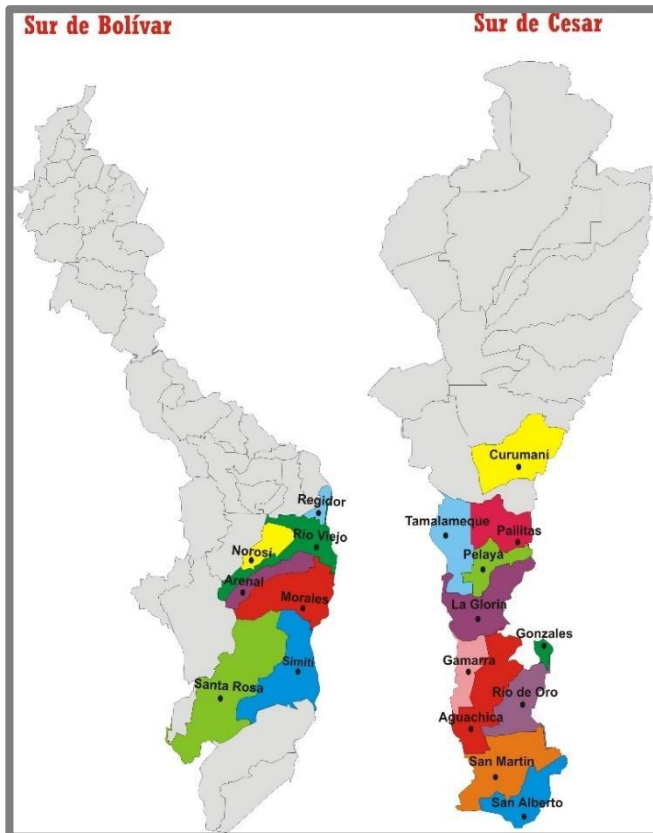 Sur de Bolívar
Sur de Cesar
Regidor
Río Viejo
Norosí
Arenal
Morales
Simití
Santa Rosa
Curumaní
Tamalameque
Pailitas
Pelaya
La Gloria
Gonzales
Gamarra
Río de Oro
Aguachica
San Martín
San Alberto